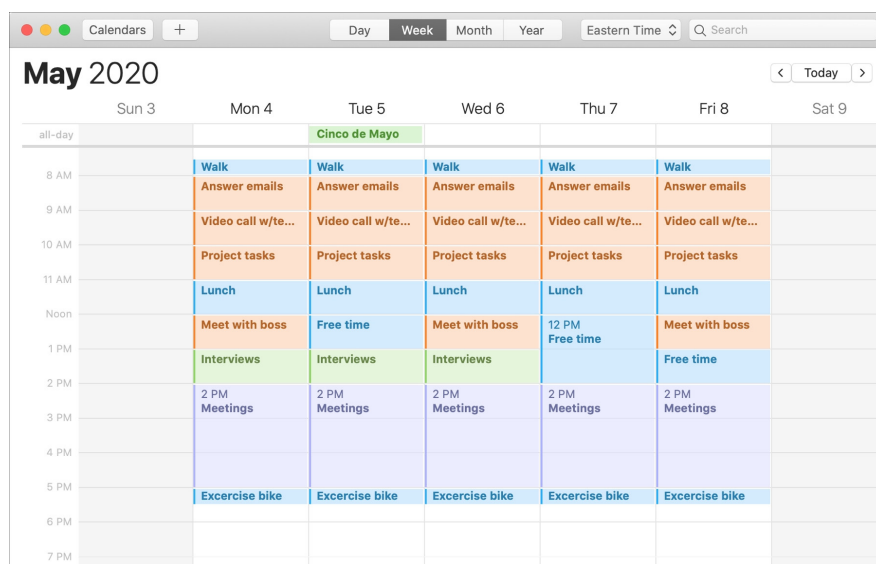 Calendars + Day Week Month Year Eastern Time Search
May 2020
< Today >
Sun 3 Mon 4 Tue 5 Wed 6 Thu 7 Fri 8 Sat 9
all-day Cinco de Mayo
Walk Walk Walk Walk Walk
8 AM
Answer emails Answer emails Answer emails Answer emails Answer emails
9 AM
Video call w/te... Video call w/te... Video call w/te... Video call w/te... Video call w/te...
10 AM
Project tasks Project tasks Project tasks Project tasks Project tasks
11 AM
Lunch Lunch Lunch Lunch Lunch
Noon
Meet with boss Free time Meet with boss 12 PM Meet with boss
Free time
1 PM
Interviews Interviews Interviews Free time
2 PM
2 PM 2 PM 2 PM 2 PM 2 PM
Meetings Meetings Meetings Meetings Meetings
3 PM
4 PM
5 PM
Excercise bike Excercise bike Excercise bike Excercise bike Excercise bike
6 PM
7 PM